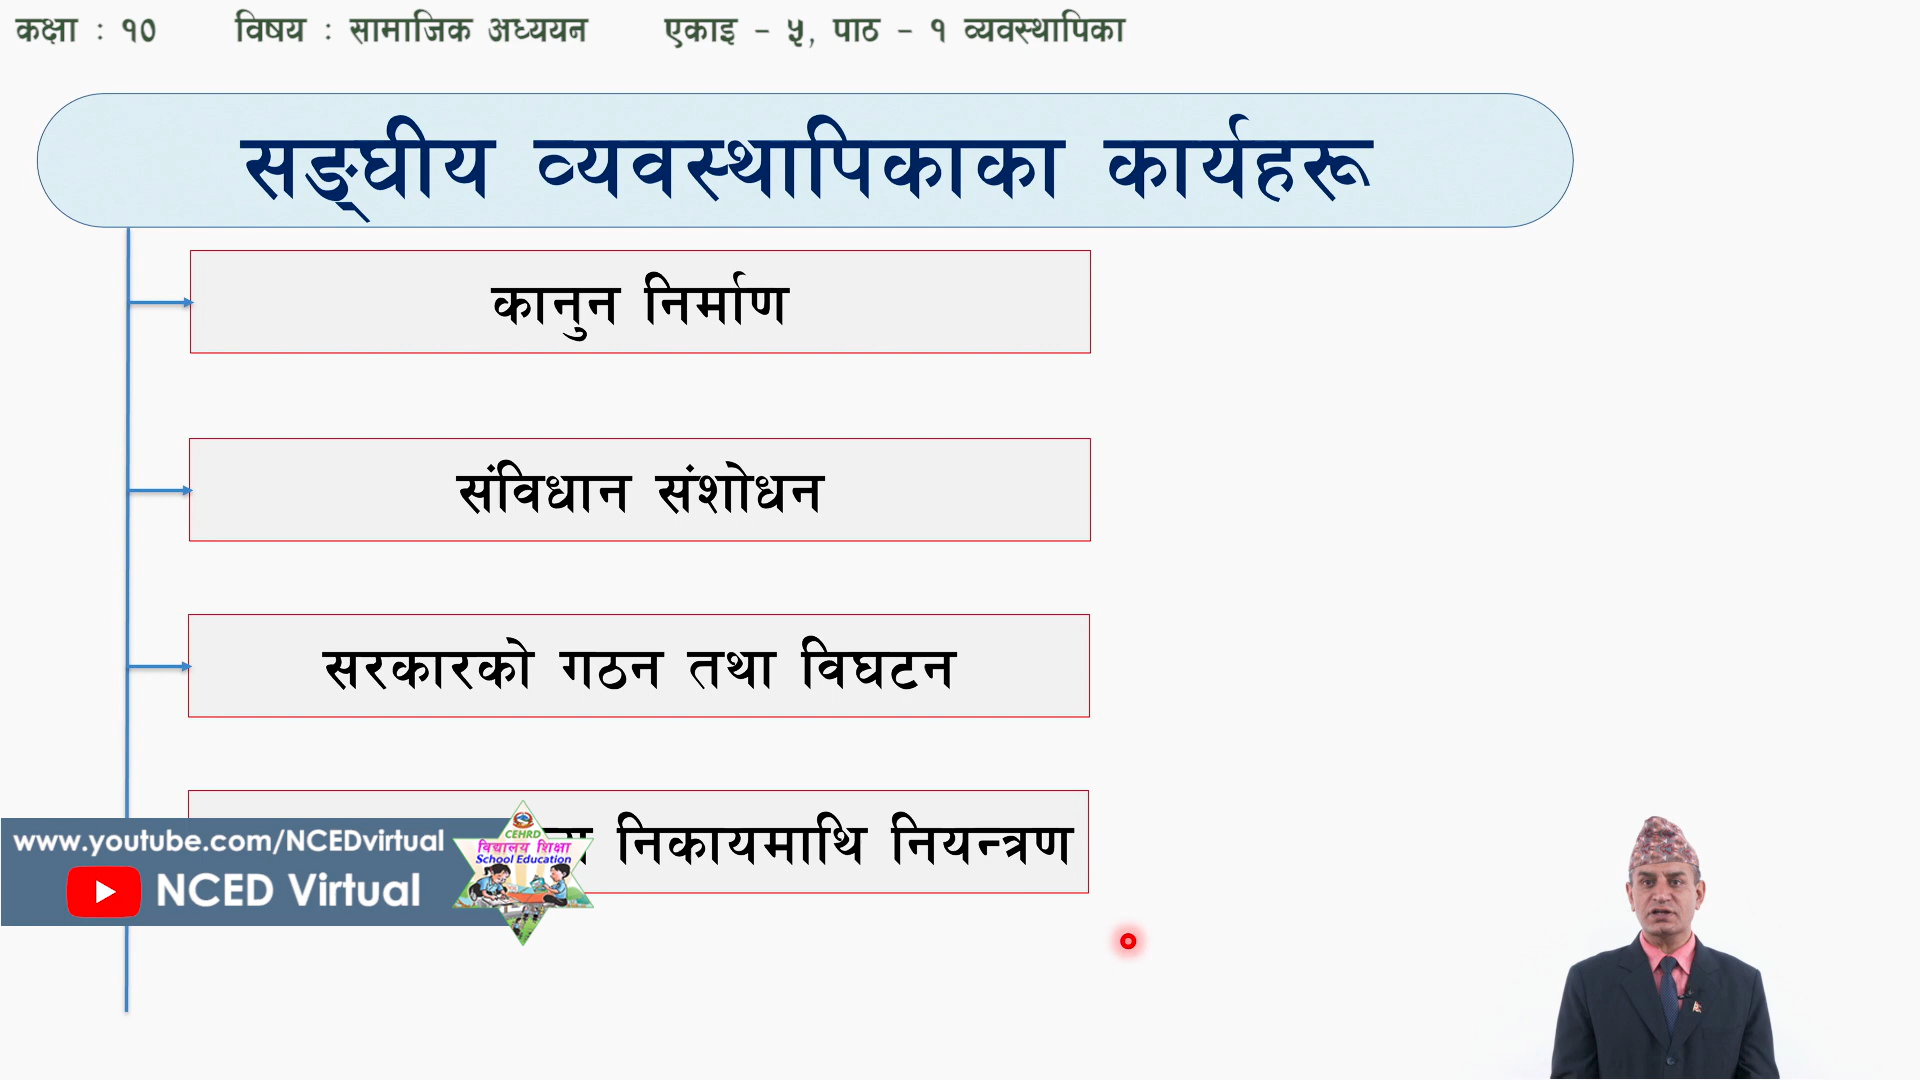 कक्षा : १० विषय : सामाजिक अध्ययन एकाइ - ५, पाठ - १ व्यवस्थापिका
सङ्घीय व्यवस्थापिकाका कार्यहरू
कानुन निर्माण
संविधान संशोधन
सरकारको गठन तथा विघटन
निकायमाथि नियन्त्रण
www.youtube.com/NCEDvirtual
NCED Virtual
CEHRD
विद्यालय शिक्षा
School Education